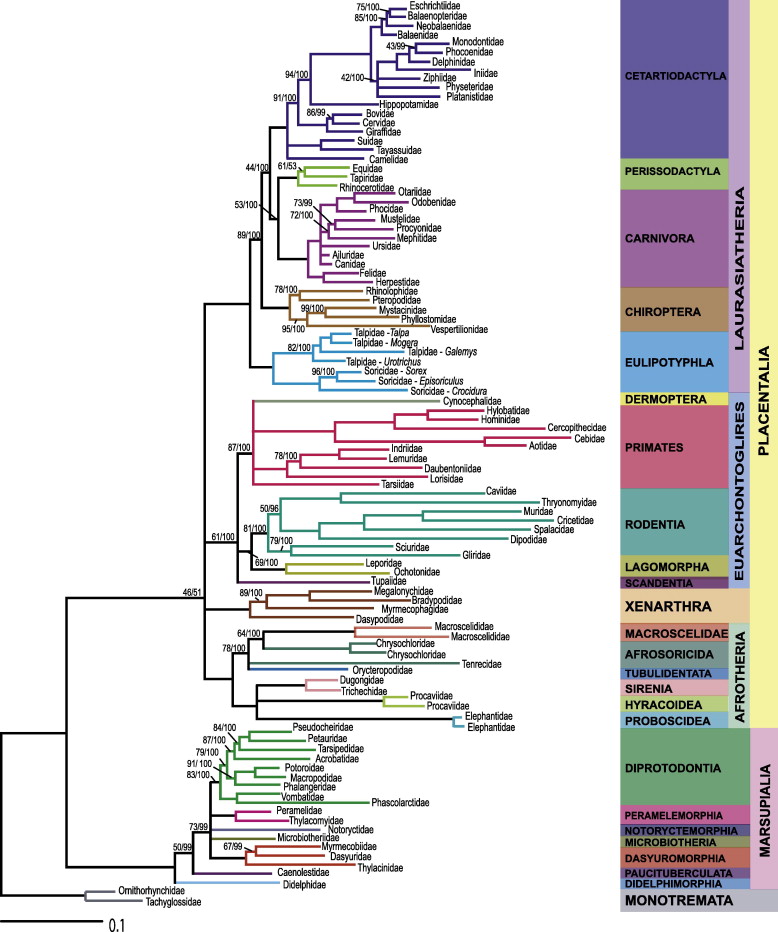 Eschrichtiidae
75/100
Balaenopteridae
85/100
Neobalaenidae
Balaenidae
Monodontidae
43/99
Phocoenidae
Delphinidae
Iniidae
94/100
42/100
Ziphiidae
Physeteridae
Platanistidae
91/100
Hippopotamidae
86/99
Bovidae
Cervidae
Giraffidae
Suidae
Tayassuidae
Camelidae
CETARTIODACTYLA
44/100
61/53
Equidae
Tapiridae
Rhinocerotidae
PERISSODACTYLA
Otariidae
53/100
73/99
Odobenidae
Phocidae
72/100
Mustelidae
Procyonidae
Mephitidae
89/100
Ursidae
Ailuridae
Canidae
Felidae
Herpestidae
CARNIVORA
78/100
Rhinolophidae
Pteropodidae
99/100
Mystacinidae
Phyllostomidae
95/100
Vespertilionidae
CHIROPTERA
Talpidae - Talpa
82/100
Talpidae - Mogera
Talpidae - Galemys
Talpidae - Urotrichus
96/100
Soricidae - Sorex
Soricidae - Episoriculus
Soricidae - Crocidura
EULIPOTYPHLA
LAURASIATHERIA
Cynocephalidae
DERMOPTERA
Hylobatidae
Hominidae
Cercopithecidae
Cebidae
Aotidae
87/100
78/100
Indriidae
Lemuridae
Daubentoniidae
Lorisidae
Tarsiidae
PRIMATES
Caviidae
50/96
Thryonomyidae
Muridae
Cricetidae
81/100
Spalacidae
Dipodidae
61/100
79/100
Sciuridae
Gliridae
RODENTIA
69/100
Leporidae
Ochotonidae
LAGOMORPHA
Tupaiidae
SCANDENTIA
EUARCHONTOGLIRES
46/51
89/100
Megalonychidae
Bradypodidae
Myrmecophagidae
Dasypodidae
XENARTHRA
64/100
Macroscelididae
Macroscelididae
MACROSCELIDAE
78/100
Chrysochloridae
Chrysochloridae
Tenrecidae
AFROSORICIDA
Orycteropodidae
TUBULIDENTATA
Dugongidae
Trichechidae
SIRENIA
Procaviidae
Procaviidae
HYRACOIDEA
Elephantidae
Elephantidae
PROBOSCIDEA
AFROTHERIA
PLACENTALIA
84/100
Pseudocheiridae
87/100
Petauridae
79/100
Tarsipedidae
Acrobatidae
91/ 100
Potoroidae
83/100
Macropodidae
Phalangeridae
Vombatidae
Phascolarctidae
DIPROTODONTIA
Peramelidae
Thylacomyidae
PERAMELEMORPHIA
73/99
Notoryctidae
NOTORYCTEMORPHIA
Microbiotheriidae
MICROBIOTHERIA
50/99
67/99
Myrmecobiidae
Dasyuridae
Thylacinidae
DASYUROMORPHIA
Caenolestidae
PAUCITUBERCULATA
Didelphidae
DIDELPHIMORPHIA
MARSUPIALIA
Ornithorhynchidae
Tachyglossidae
MONOTREMATA
0.1